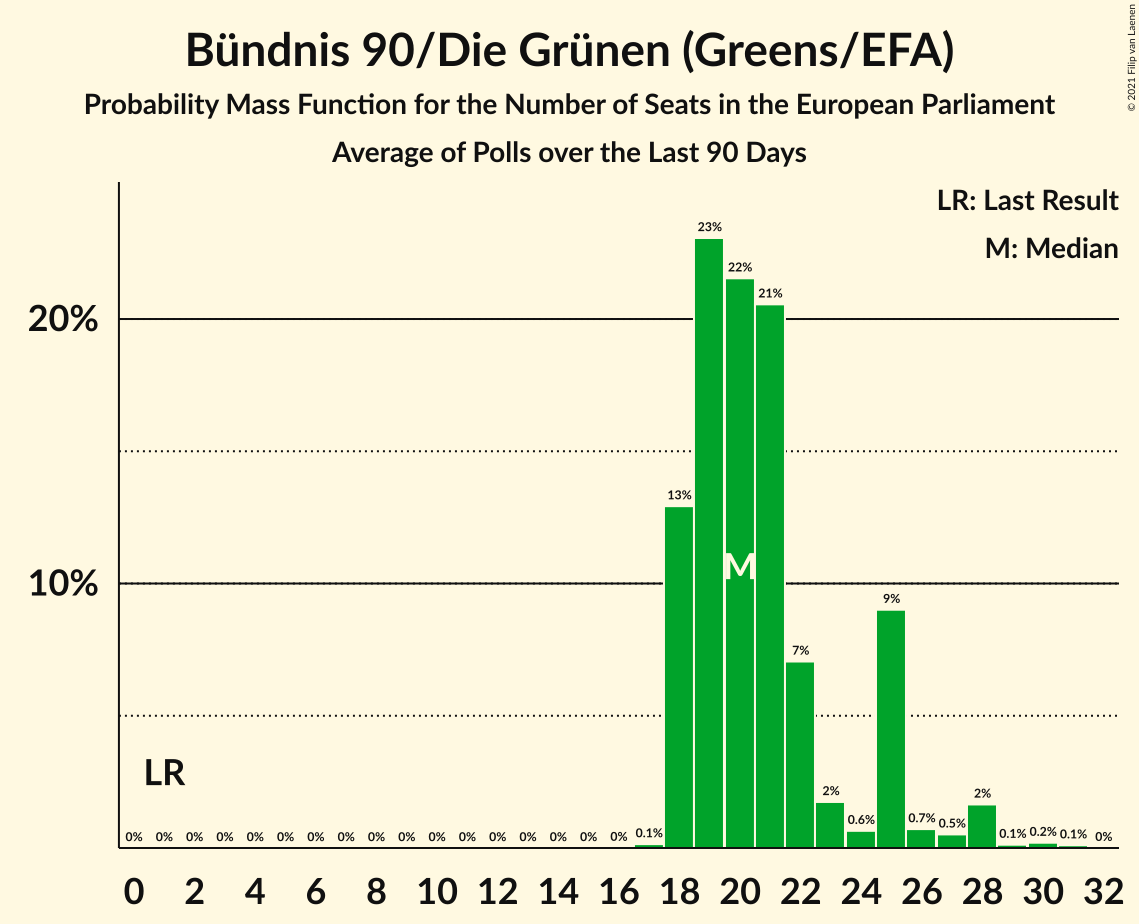 Bündnis 90/Die Grünen (Greens/EFA)
Probability Mass Function for the Number of Seats in the European Parliament
Average of Polls over the Last 90 Days
© 2021 Filip van Laenen
LR: Last Result
M: Median
23%
22%
21%
20%
13%
M
10%
9%
7%
LR
2%
2%
0% 0% 0% 0% 0% 0% 0% 0% 0% 0% 0% 0% 0% 0% 0% 0% 0% 0.1% 0.6% 0.7% 0.5% 0.1% 0.2% 0.1% 0%
0 2 4 6 8 10 12 14 16 18 20 22 24 26 28 30 32